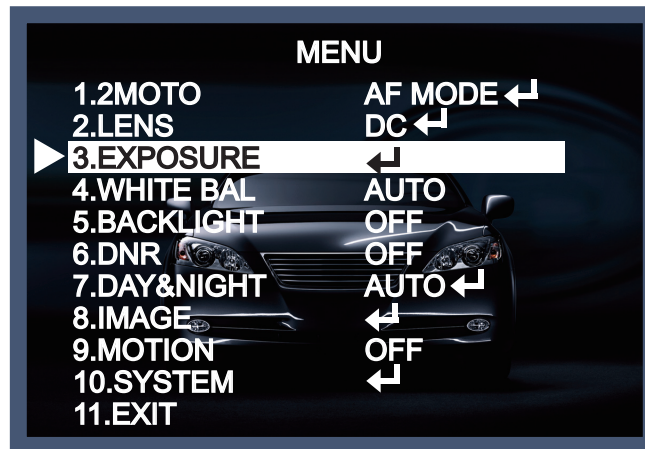 MENU
1.2MOTO AF MODE ↵
2.LENS DC ↵
3.EXPOSURE ↵
4.WHITE BAL AUTO
5.BACKLIGHT OFF
6.DNR OFF
7.DAY&NIGHT AUTO ↵
8.IMAGE ↵
9.MOTION OFF
10.SYSTEM ↵
11.EXIT